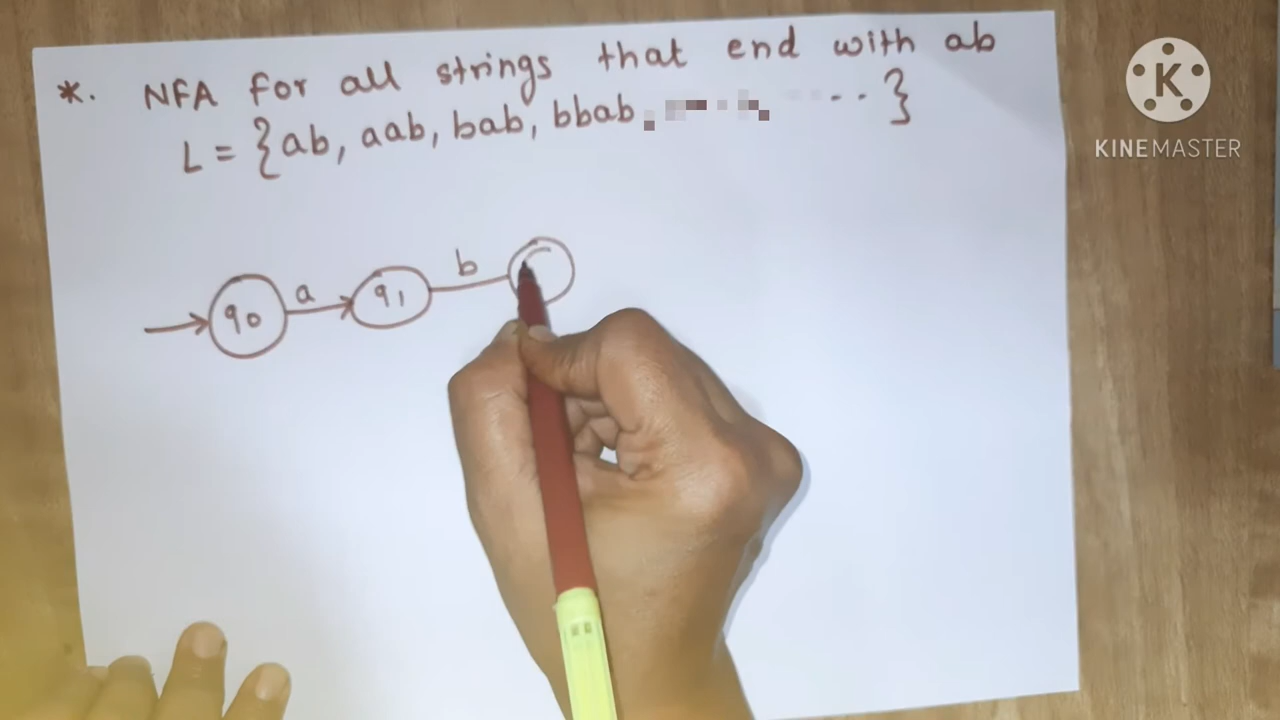 *. NFA for all strings that end with ab
L = {ab, aab, bab, bbab, ...}
q0 a q1 b
K
KINEMASTER